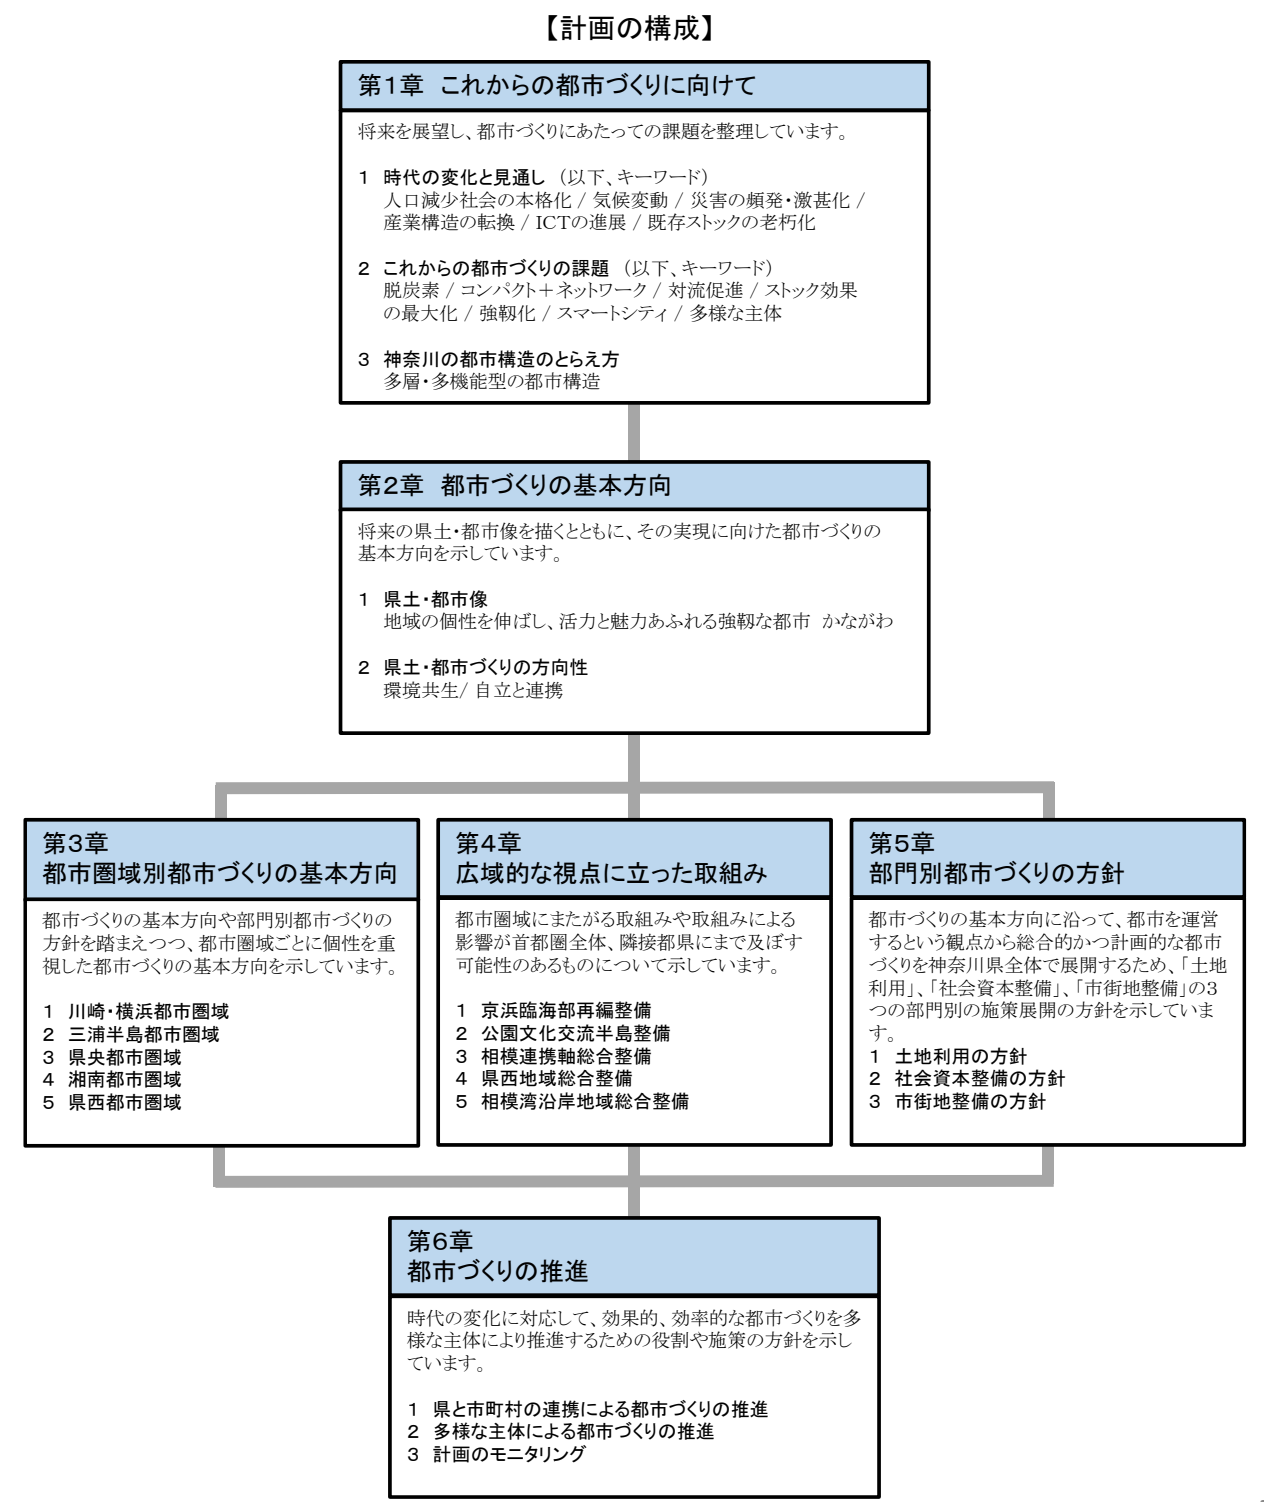 【計画の構成】
第１章　これからの都市づくりに向けて
将来を展望し、都市づくりにあたっての課題を整理しています。
１　時代の変化と見通し　（以下、キーワード）
人口減少社会の本格化 / 気候変動 / 災害の頻発・激甚化 /
産業構造の転換 / ICTの進展 / 既存ストックの老朽化
２　これからの都市づくりの課題　（以下、キーワード）
脱炭素 / コンパクト＋ネットワーク / 対流促進 / ストック効果
の最大化 / 強靱化 / スマートシティ / 多様な主体
３　神奈川の都市構造のとらえ方
多層・多機能型の都市構造
第２章　都市づくりの基本方向
将来の県土・都市像を描くとともに、その実現に向けた都市づくりの
基本方向を示しています。
１　県土・都市像
地域の個性を伸ばし、活力と魅力あふれる強靱な都市　かながわ
２　県土・都市づくりの方向性
環境共生/ 自立と連携
第３章
都市圏域別都市づくりの基本方向
都市づくりの基本方向や部門別都市づくりの
方針を踏まえつつ、都市圏域ごとに個性を重
視した都市づくりの基本方向を示しています。
１　川崎・横浜都市圏域
２　三浦半島都市圏域
３　県央都市圏域
４　湘南都市圏域
５　県西都市圏域
第４章
広域的な視点に立った取組み
都市圏域にまたがる取組みや取組みによる
影響が首都圏全体、隣接都県にまで及ぼす
可能性のあるものについて示しています。
１　京浜臨海部再編整備
２　公園文化交流半島整備
３　相模連携軸総合整備
４　県西地域総合整備
５　相模湾沿岸地域総合整備
第５章
部門別都市づくりの方針
都市づくりの基本方向に沿って、都市を運営
するという観点から総合的かつ計画的な都市
づくりを神奈川県全体で展開するため、「土地
利用」、「社会資本整備」、「市街地整備」の３
つの部門別の施策展開の方針を示していま
す。
１　土地利用の方針
２　社会資本整備の方針
３　市街地整備の方針
第６章
都市づくりの推進
時代の変化に対応して、効果的、効率的な都市づくりを多
様な主体により推進するための役割や施策の方針を示し
ています。
１　県と市町村の連携による都市づくりの推進
２　多様な主体による都市づくりの推進
３　計画のモニタリング